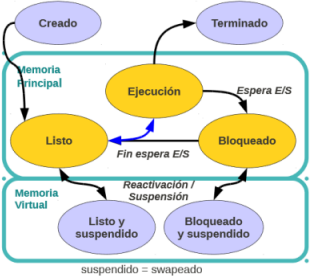 Creado
Terminado
Memoria
Principal
Ejecución
Espera E/S
Listo
Bloqueado
Fin espera E/S
Memoria
Virtual
Reactivación /
Suspensión
Listo y
suspendido
Bloqueado
y suspendido
suspendido = swapeado